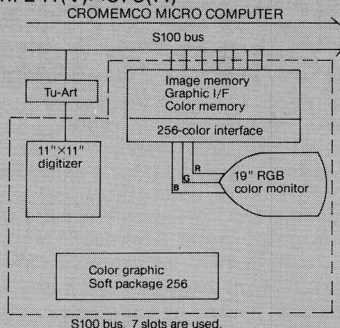 CROMEMCO MICRO COMPUTER
S100 bus
Tu-Art
Image memory
Graphic I/F
Color memory
256-color interface
11"×11"
digitizer
R
G
B
19" RGB
color monitor
Color graphic
Soft package 256
S100 bus 7 slots are used.